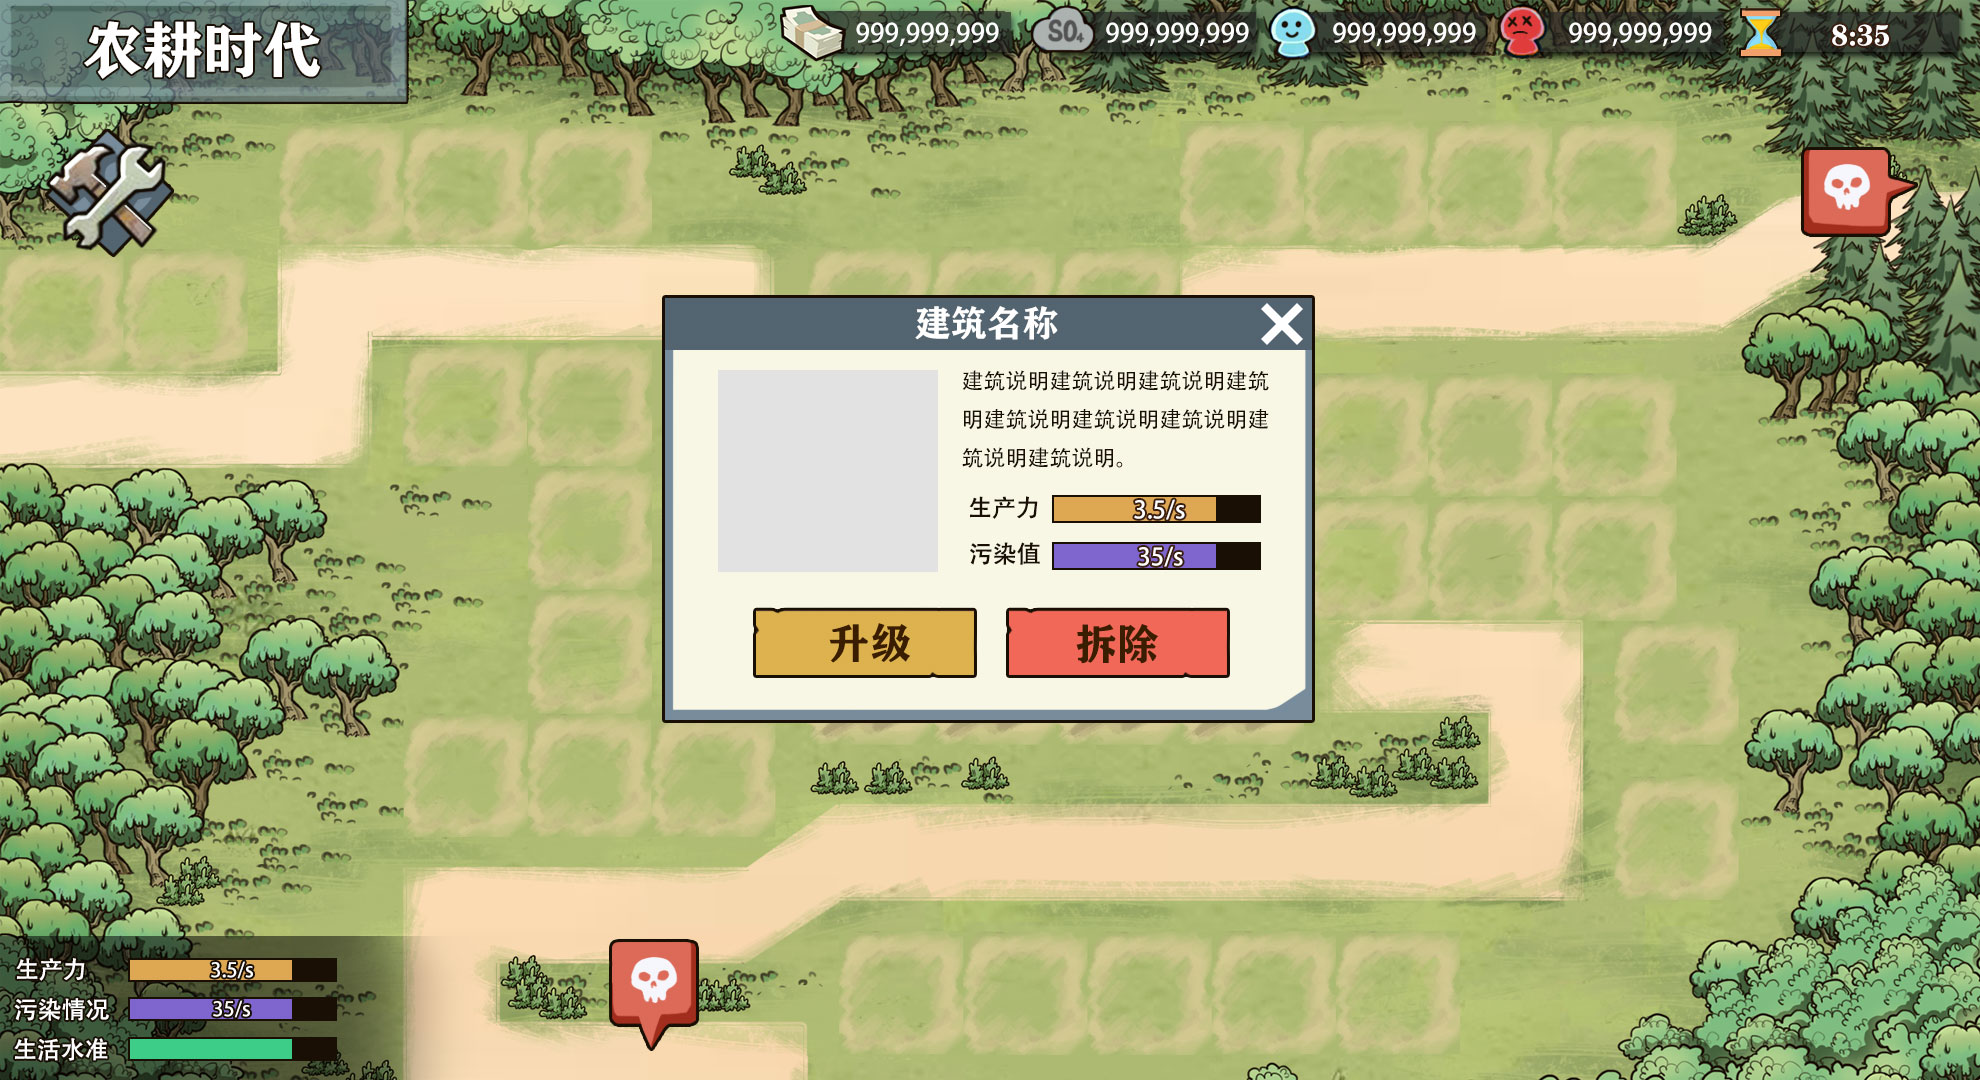 农耕时代
999,999,999
SO₄
999,999,999
999,999,999
999,999,999
8:35
建筑名称
建筑说明建筑说明建筑说明建筑
明建筑说明建筑说明建筑说明建
筑说明建筑说明。
生产力 3.5/s
污染值 35/s
升级
拆除
生产力 3.5/s
污染情况 35/s
生活水准